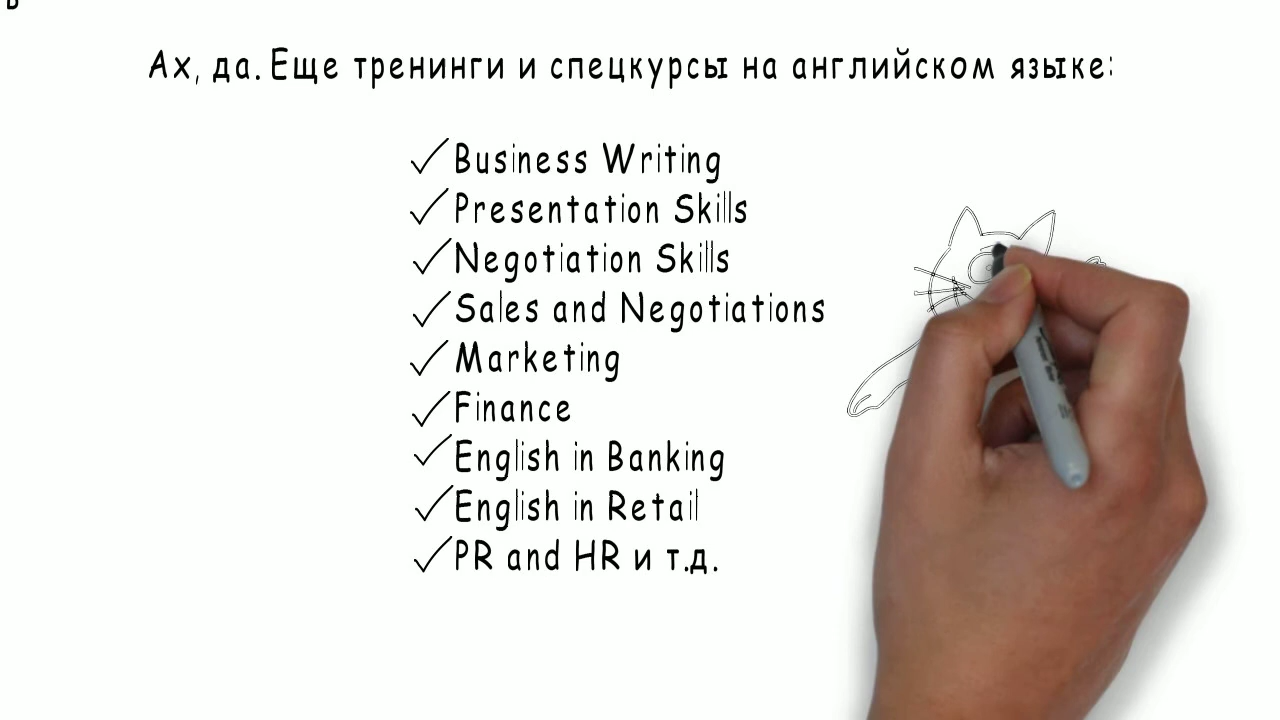 ь
Ах, да. Еще тренинги и спецкурсы на английском языке:
Business Writing
Presentation Skills
Negotiation Skills
Sales and Negotiations
Marketing
Finance
English in Banking
English in Retail
PR and HR и т.д.